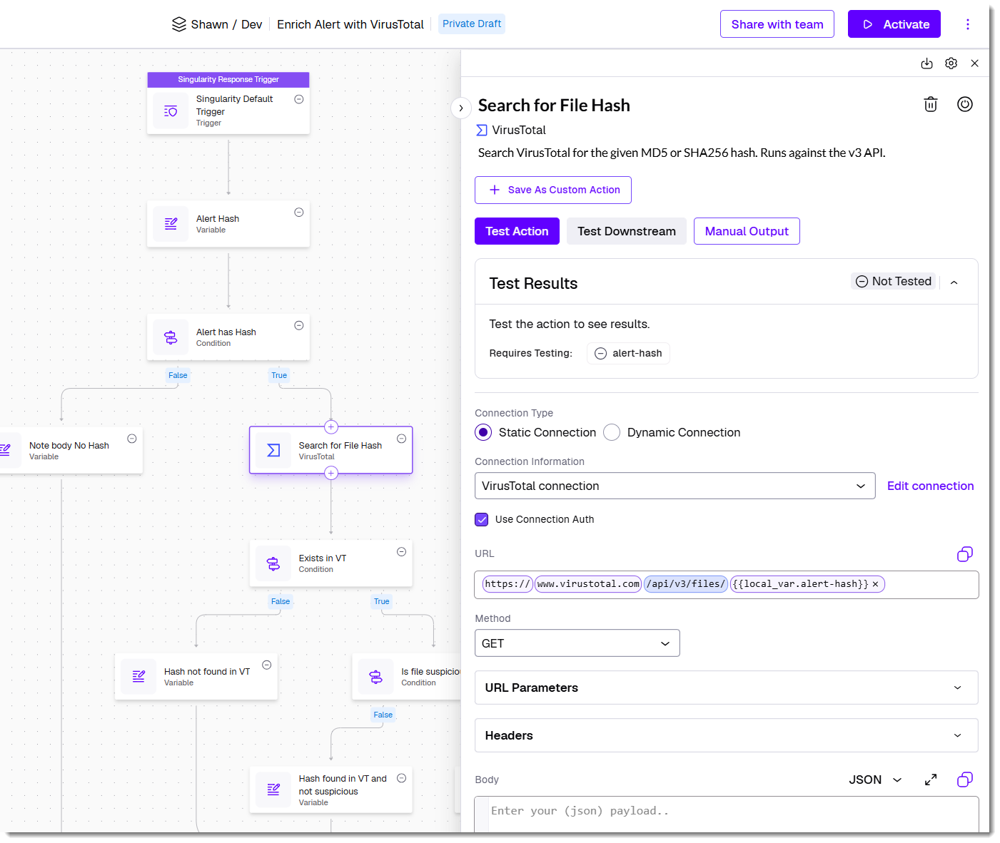 Shawn / Dev
Enrich Alert with VirusTotal
Private Draft
Share with team
Activate
Singularity Response Trigger
Singularity Default
Trigger
Trigger
Alert Hash
Variable
Alert has Hash
Condition
False
True
Note body No Hash
Variable
Search for File Hash
VirusTotal
Exists in VT
Condition
False
True
Hash not found in VT
Variable
Is file
Condition
False
Hash found in VT and
not suspicious
Variable
Search for File Hash
VirusTotal
Search VirusTotal for the given MD5 or SHA256 hash. Runs against the v3 API.
Save As Custom Action
Test Action
Test Downstream
Manual Output
Test Results
Not Tested
Test the action to see results.
Requires Testing:
alert-hash
Connection Type
Static Connection
Dynamic Connection
Connection Information
VirusTotal connection
Edit connection
Use Connection Auth
URL
https:// www.virustotal.com /api/v3/files/ {{local_var.alert-hash}} ×
Method
GET
URL Parameters
Headers
Body
JSON
Enter your (json) payload..